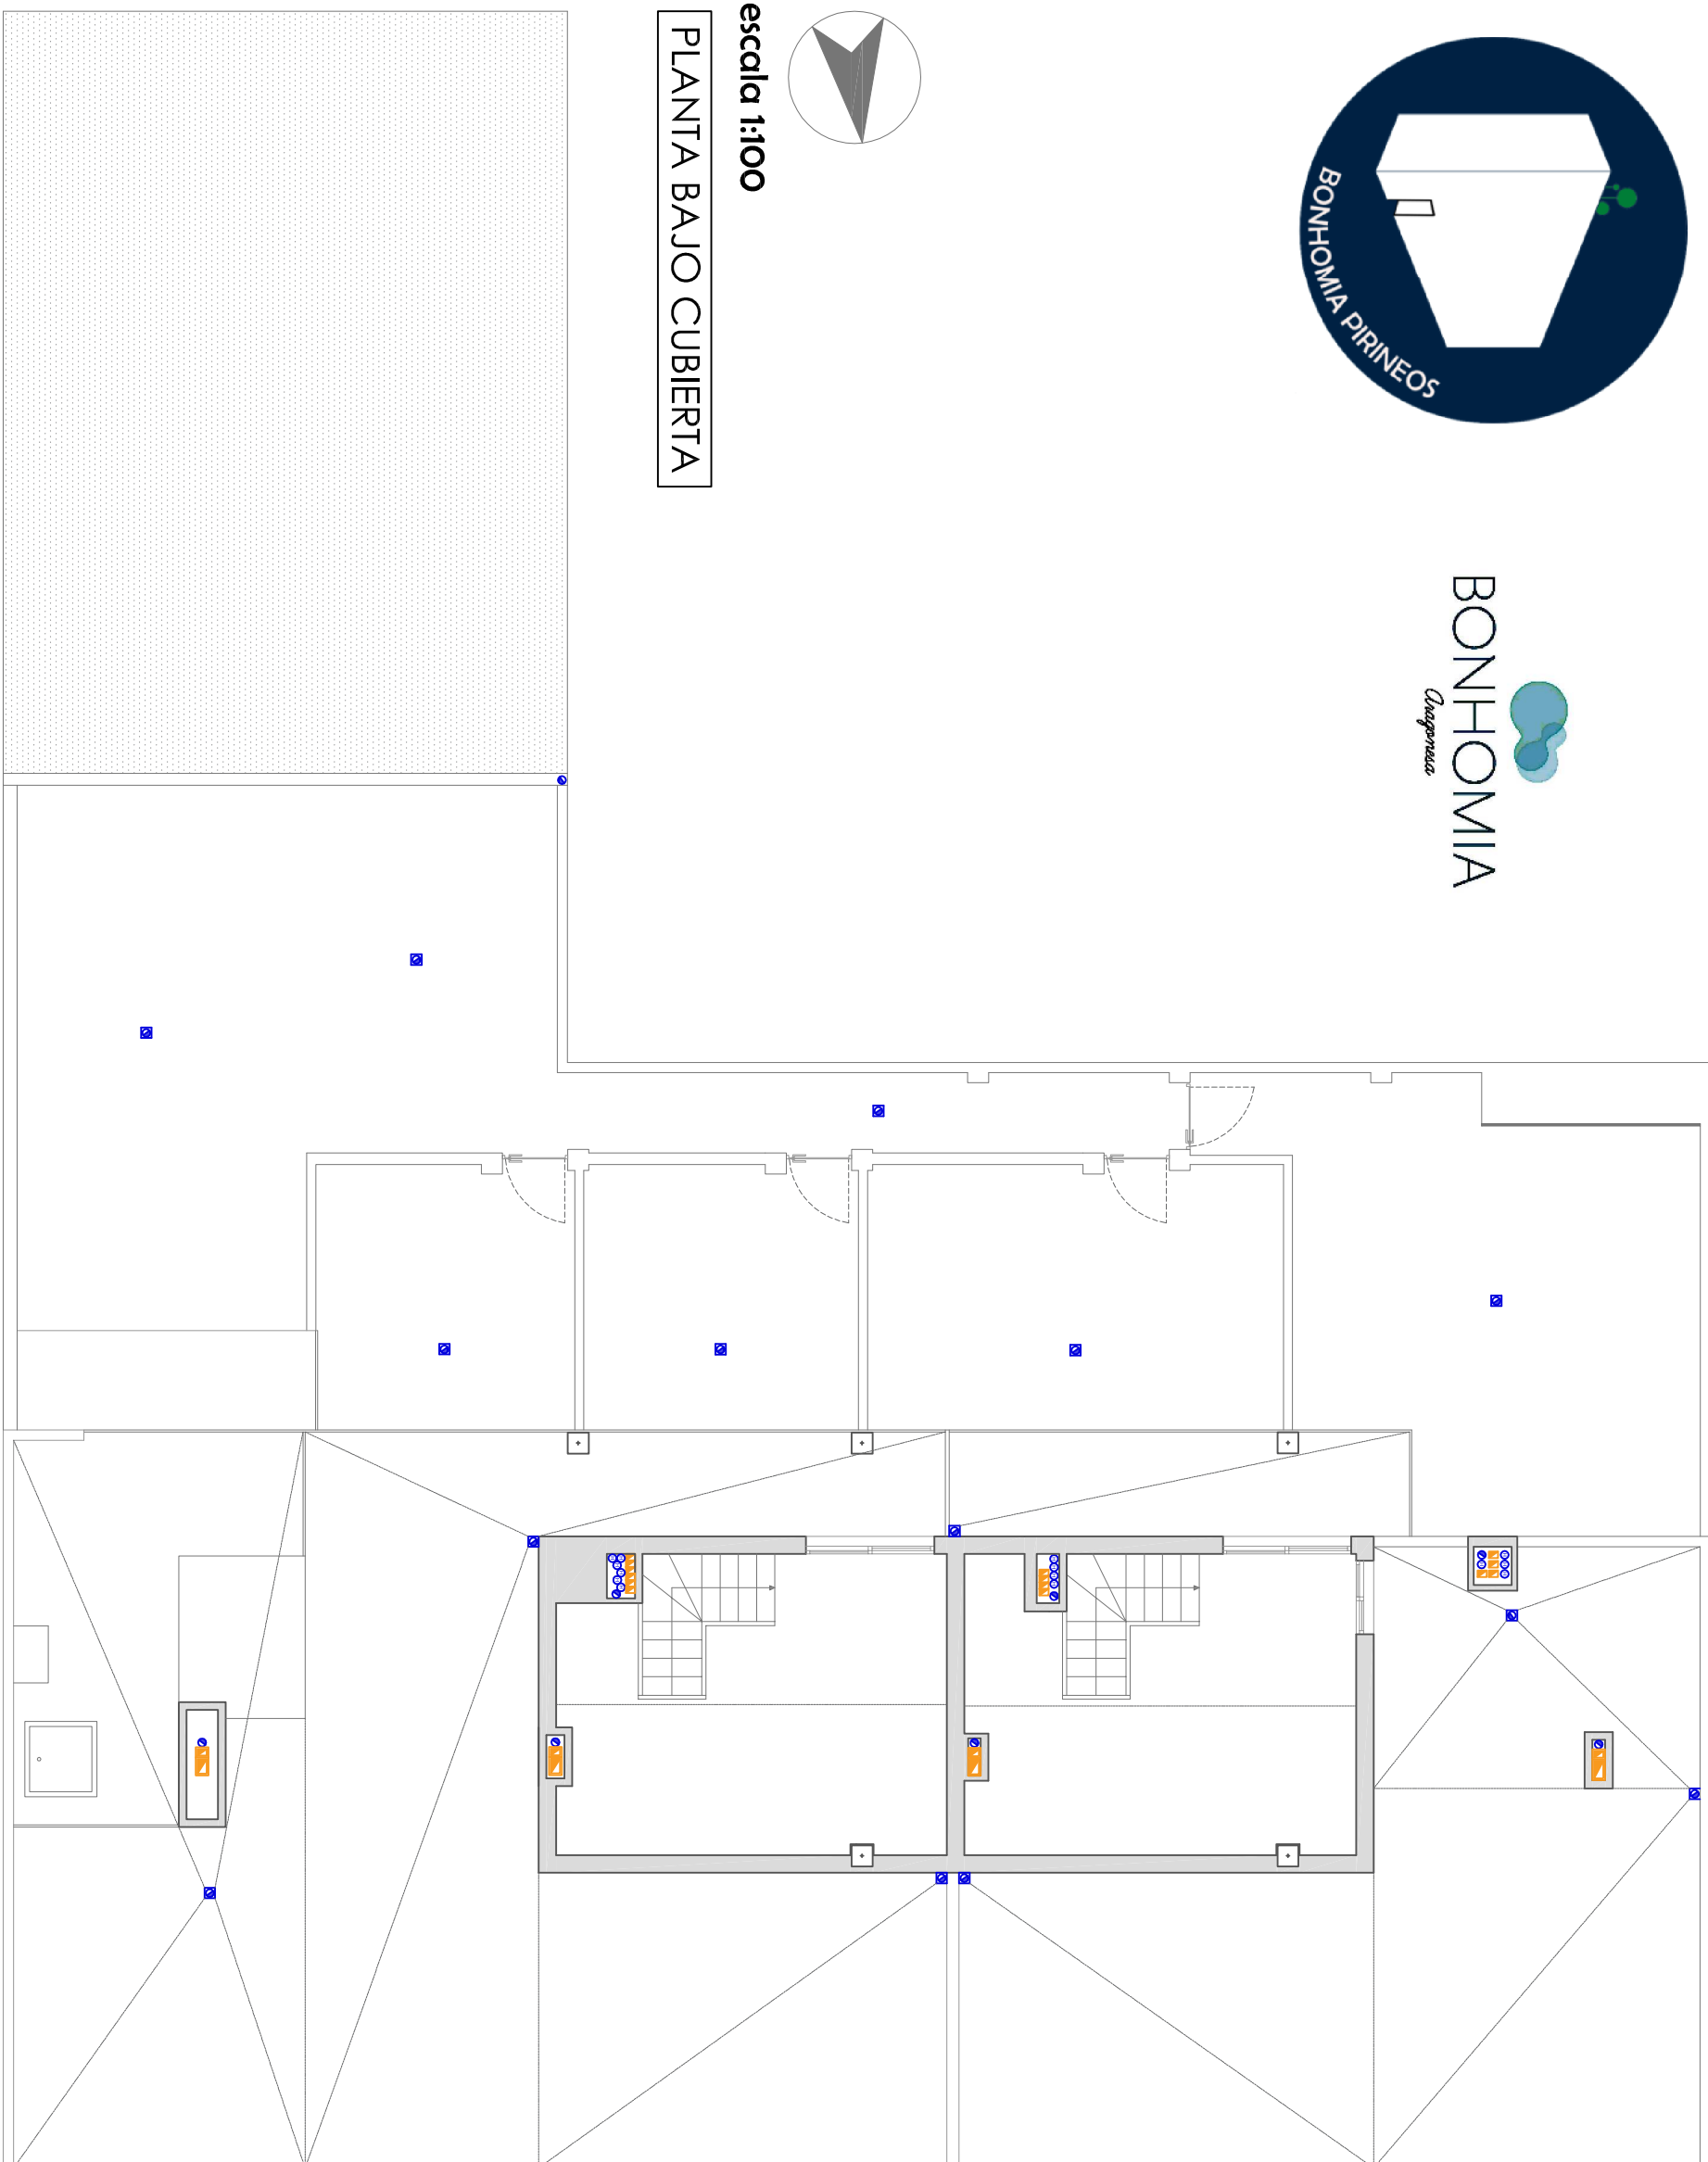 escala 1:100
PLANTA BAJO CUBIERTA
BONHOMIA PIRINEOS
BONHOMIA
Aragonesa